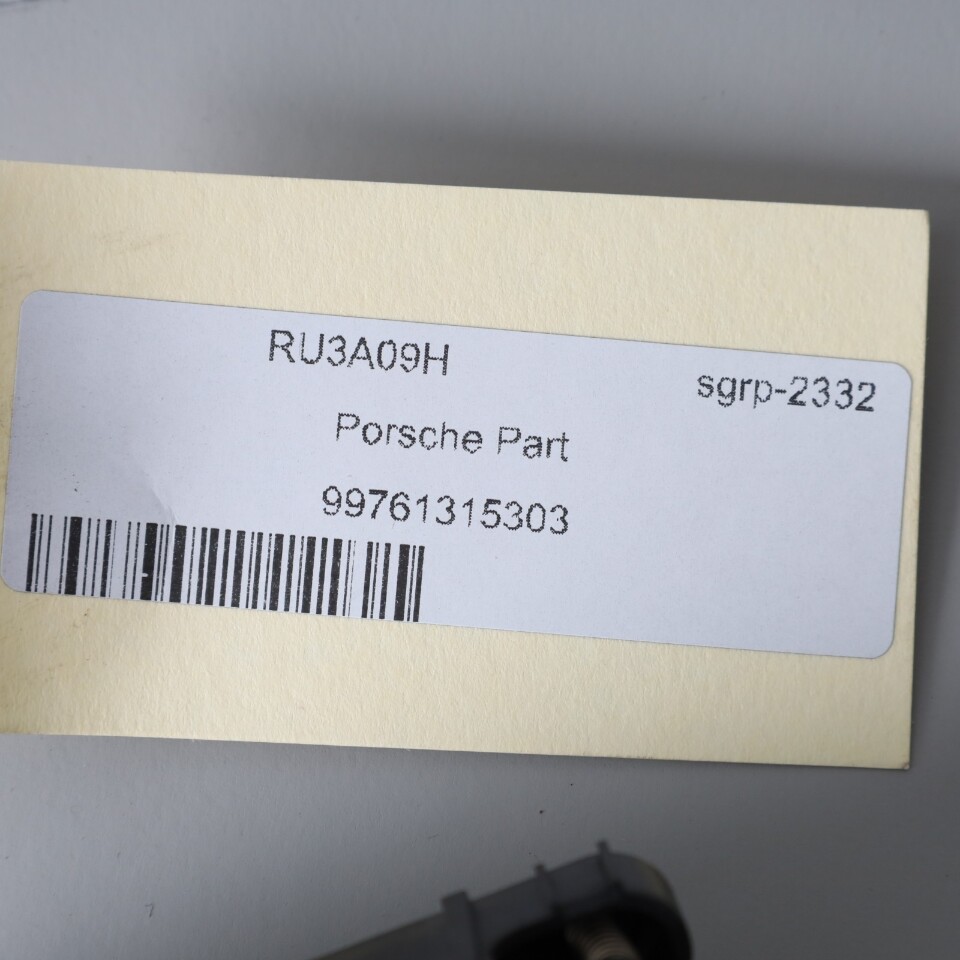 RU3A09H
sgrp-2332
Porsche Part
99761315303